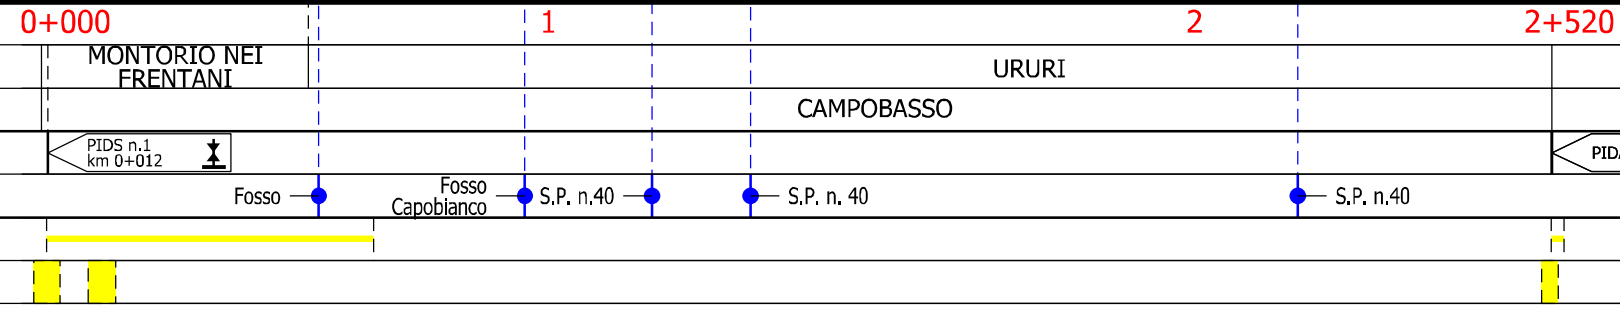 0+000 1 2 2+520
MONTORIO NEI
FRENTANI
URURI
CAMPOBASSO
PIDS n.1
km 0+012
Fosso
Fosso
Capobianco
S.P. n.40
S.P. n. 40
S.P. n.40